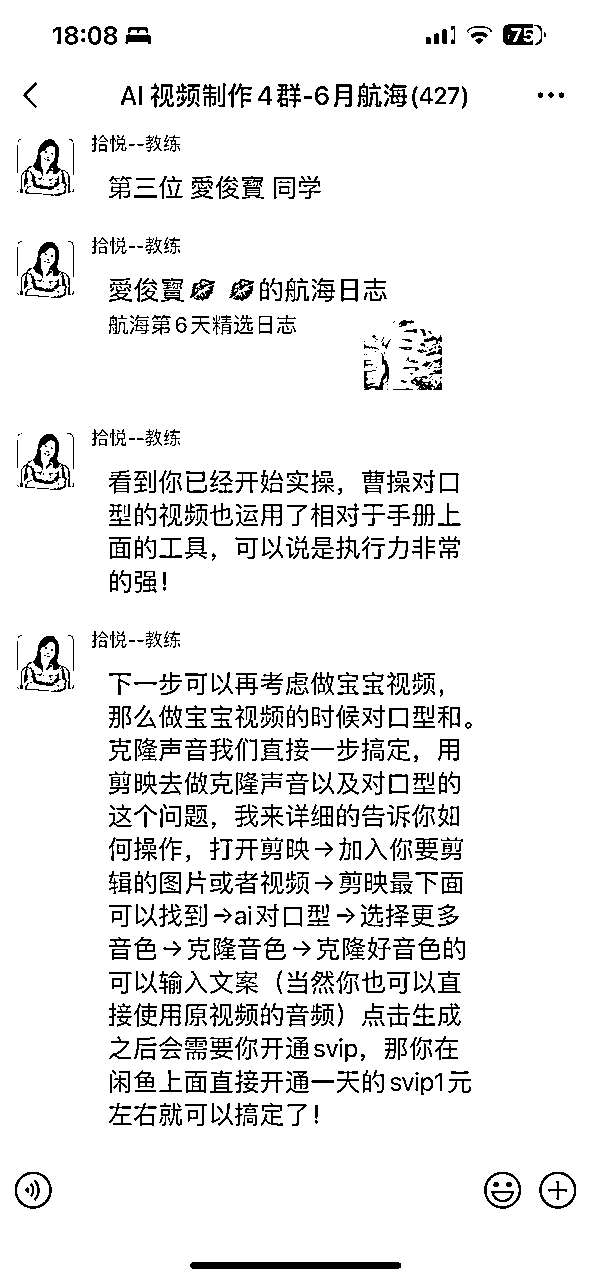 18:08
75
AI 视频制作4群-6月航海(427)
拾悦--教练
第三位 愛俊寳 同学
拾悦--教练
愛俊寳💋 💋的航海日志
航海第6天精选日志
拾悦--教练
看到你已经开始实操，曹操对口
型的视频也运用了相对于手册上
面的工具，可以说是执行力非常
的强！
拾悦--教练
下一步可以再考虑做宝宝视频，
那么做宝宝视频的时候对口型和。
克隆声音我们直接一步搞定，用
剪映去做克隆声音以及对口型的
这个问题，我来详细的告诉你如
何操作，打开剪映→加入你要剪
辑的图片或者视频→剪映最下面
可以找到→ai对口型→选择更多
音色→克隆音色→克隆好音色的
可以输入文案（当然你也可以直
接使用原视频的音频）点击生成
之后会需要你开通svip，那你在
闲鱼上面直接开通一天的svip1元
左右就可以搞定了！